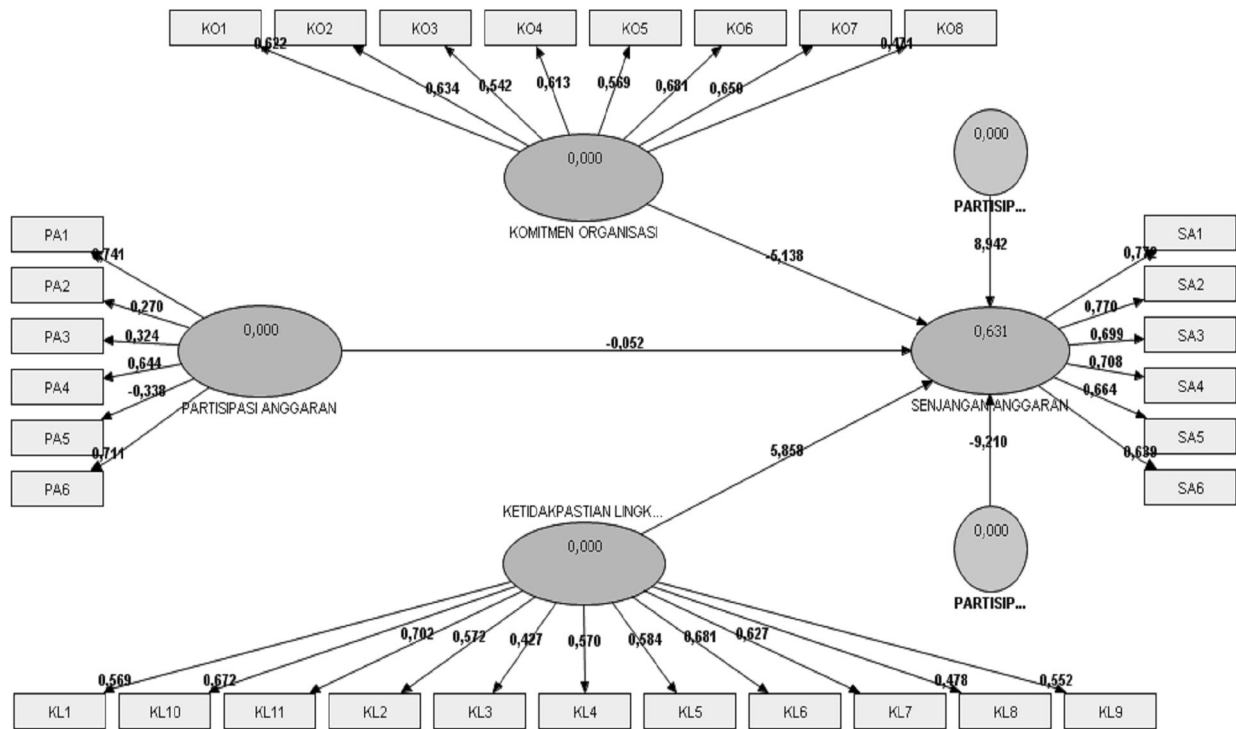 KO1 KO2 KO3 KO4 KO5 KO6 KO7 KO8
0,622 0,634 0,542 0,613 0,569 0,681 0,650 0,471
0,000
KOMITMEN ORGANISASI
0,000
PARTISIP...
8,942
-5,138
PA1
0,741
PA2
0,270
PA3
0,324
PA4
0,644
PA5
-0,338
PA6
0,711
0,000
PARTISIPASI ANGGARAN
-0,052
0,631
SENJANGAN ANGGARAN
SA1
0,772
SA2
0,770
SA3
0,699
SA4
0,708
SA5
0,664
SA6
0,639
-9,210
5,858
0,000
PARTISIP...
KETIDAKPASTIAN LINGK...
0,000
0,569 0,672 0,702 0,572 0,427 0,570 0,584 0,681 0,627 0,478 0,552
KL1 KL10 KL11 KL2 KL3 KL4 KL5 KL6 KL7 KL8 KL9